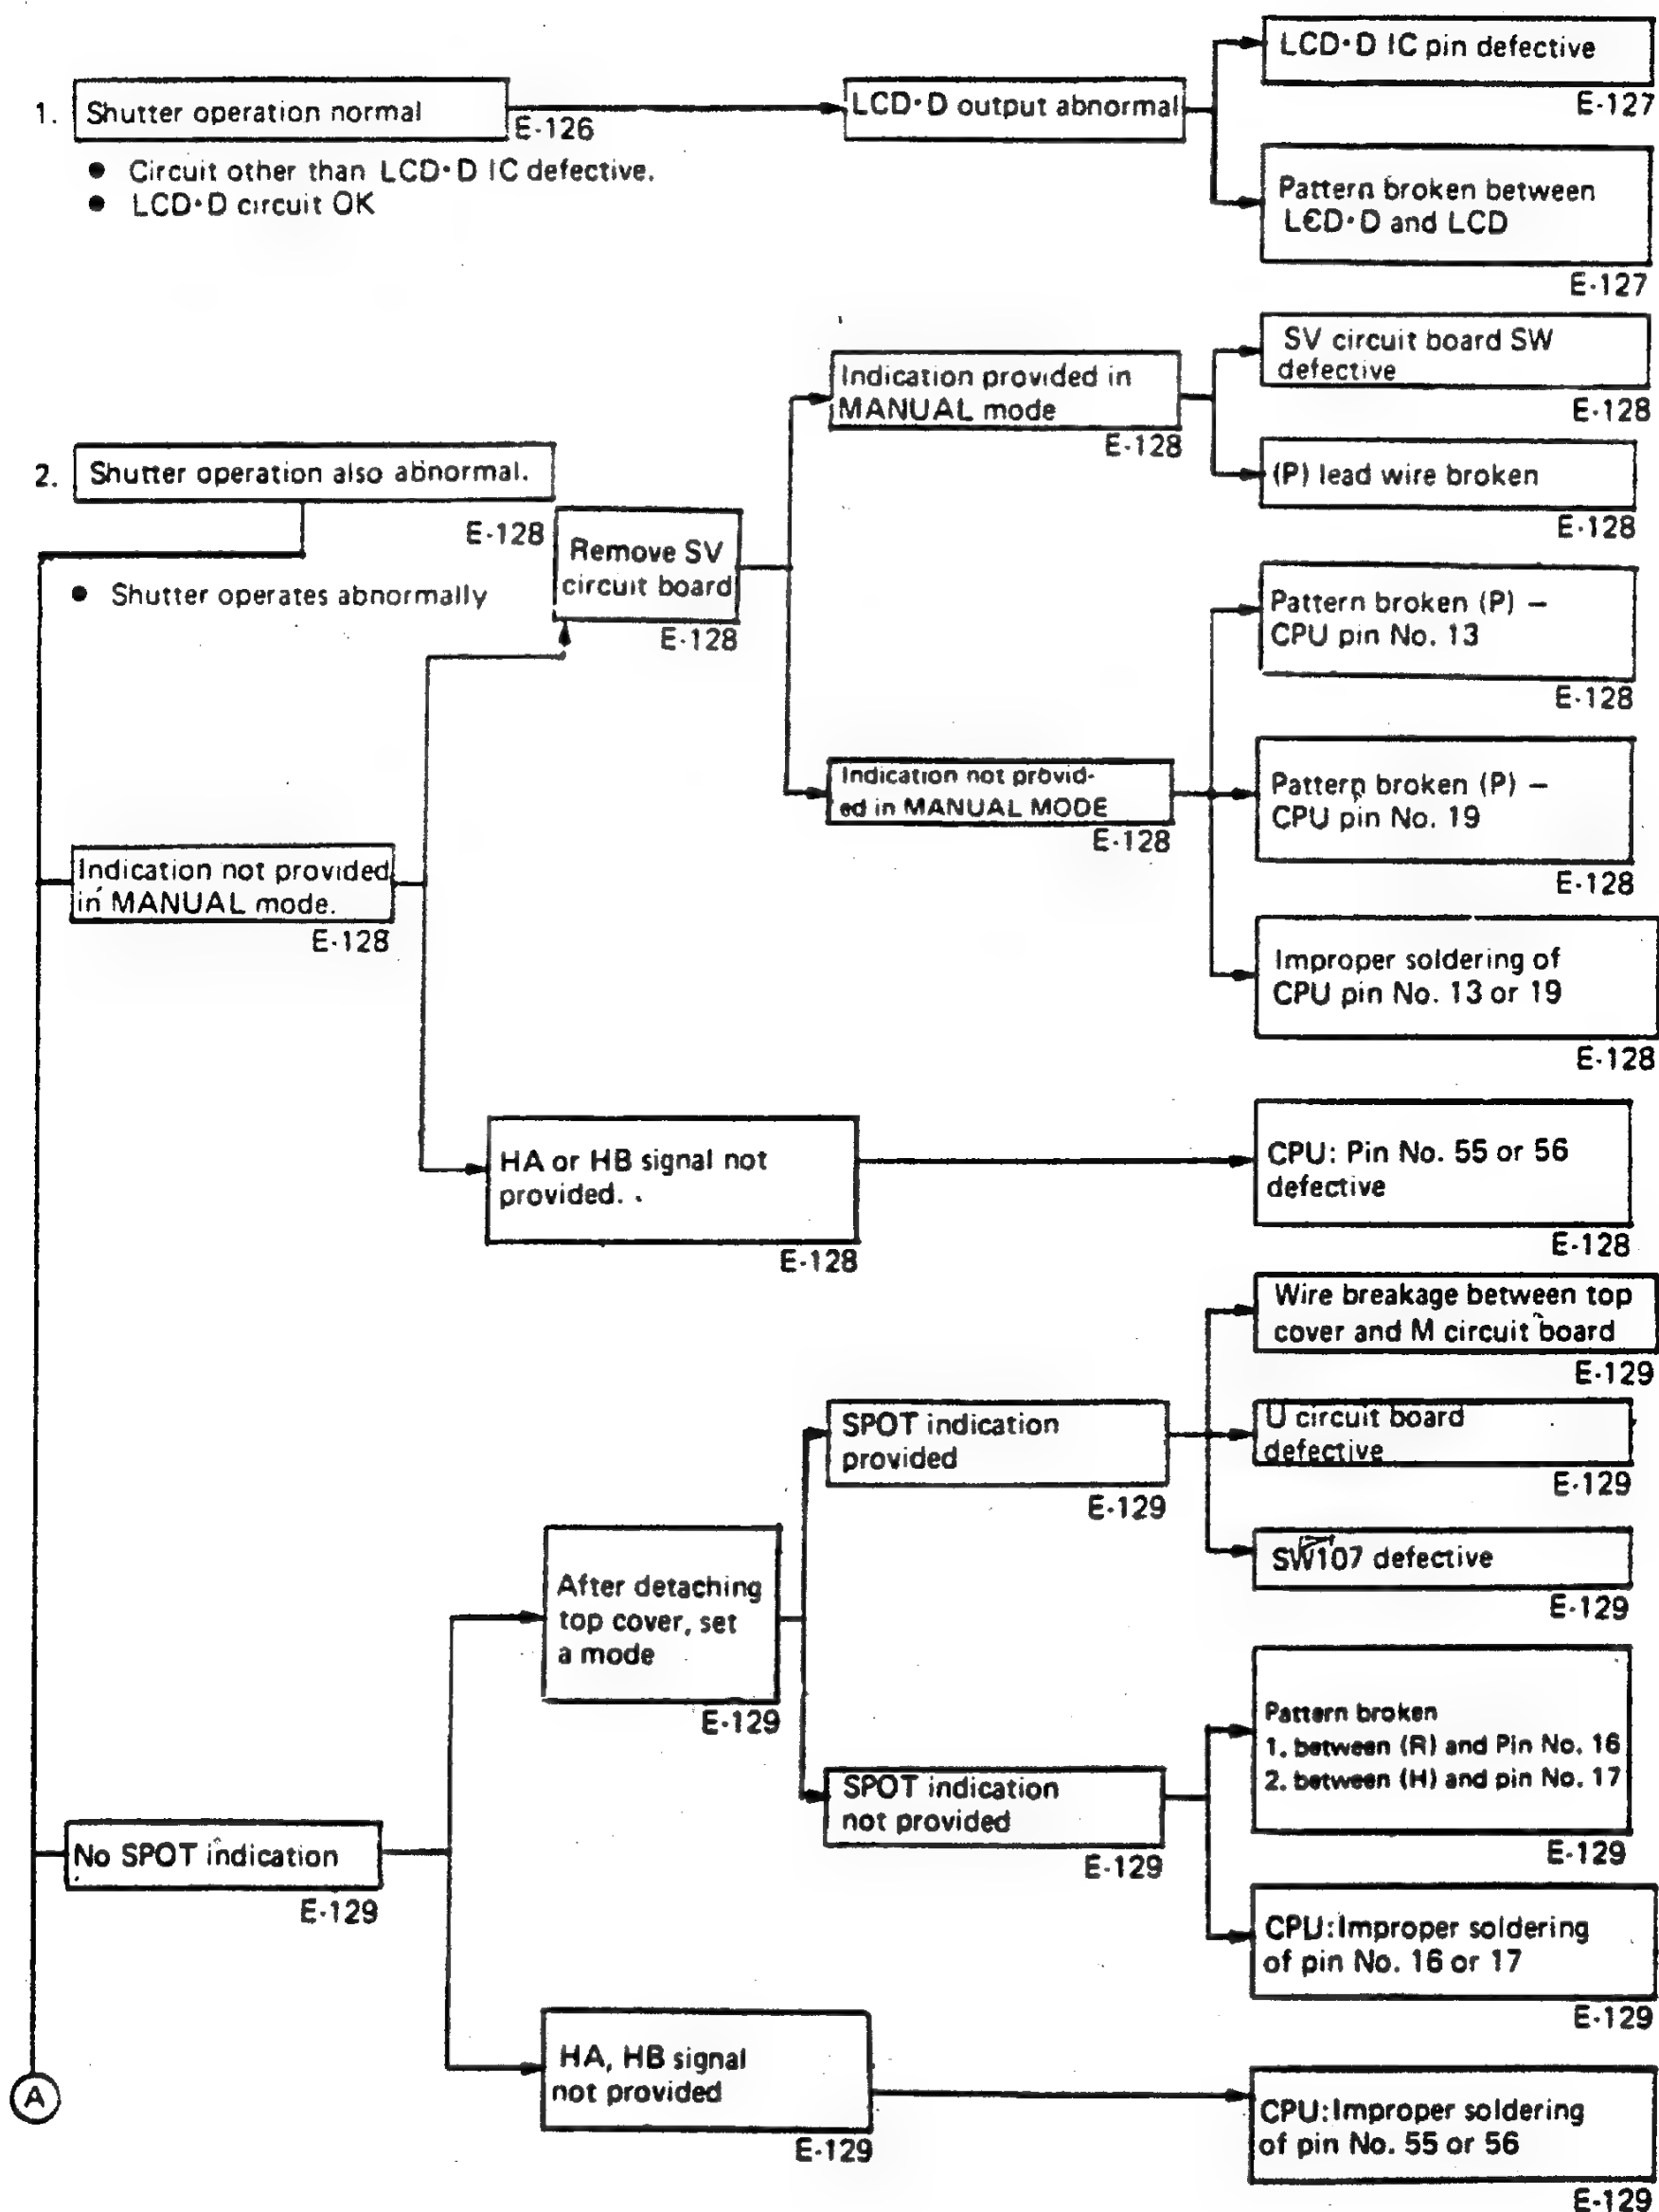 1. Shutter operation normal
E-126
● Circuit other than LCD•D IC defective.
● LCD•D circuit OK
LCD•D output abnormal
LCD•D IC pin defective
E-127
Pattern broken between
LCD•D and LCD
E-127
2. Shutter operation also abnormal.
E-128
● Shutter operates abnormally
Remove SV
circuit board
E-128
Indication provided in
MANUAL mode
E-128
SV circuit board SW
defective
E-128
(P) lead wire broken
E-128
Indication not provid-
ed in MANUAL MODE
E-128
Pattern broken (P) –
CPU pin No. 13
E-128
Pattern broken (P) –
CPU pin No. 19
E-128
Improper soldering of
CPU pin No. 13 or 19
E-128
Indication not provided
in MANUAL mode.
E-128
HA or HB signal not
provided.
E-128
CPU: Pin No. 55 or 56
defective
E-128
Wire breakage between top
cover and M circuit board
E-129
SPOT indication
provided
E-129
U circuit board
defective
E-129
SW107 defective
E-129
After detaching
top cover, set
a mode
E-129
SPOT indication
not provided
E-129
Pattern broken
1. between (R) and Pin No. 16
2. between (H) and pin No. 17
E-129
CPU:Improper soldering
of pin No. 16 or 17
E-129
No SPOT indication
E-129
HA, HB signal
not provided
E-129
CPU:Improper soldering
of pin No. 55 or 56
E-129
A